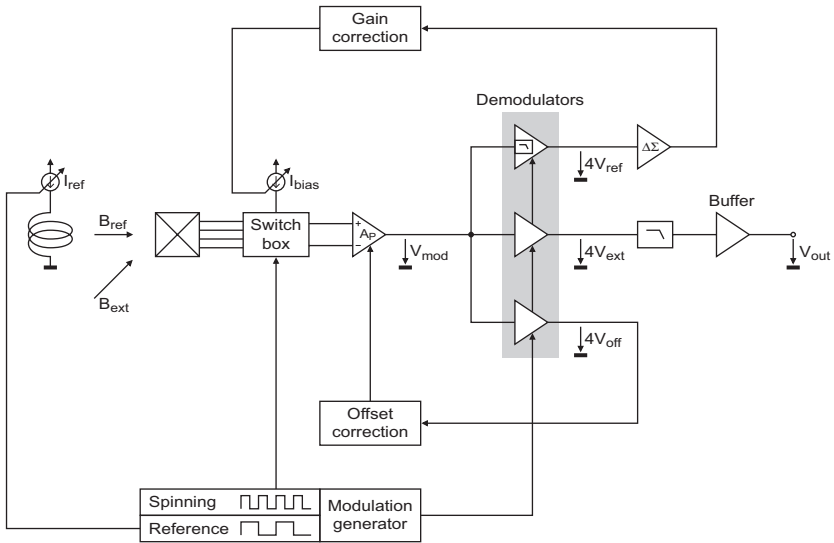 Gain
correction
Demodulators
I_ref
I_bias
ΔΣ
4V_ref
B_ref
Switch
box
+
A_P
−
V_mod
4V_ext
Buffer
V_out
B_ext
4V_off
Offset
correction
Spinning
Reference
Modulation
generator